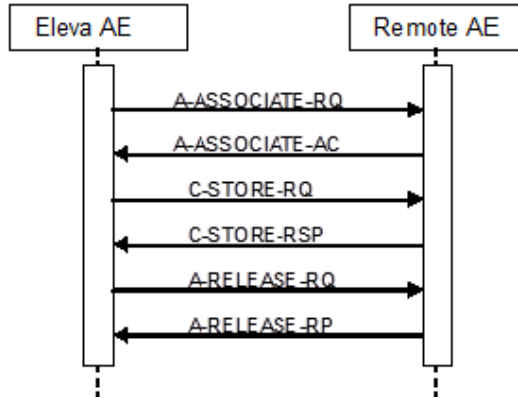 Eleva AE
Remote AE
A-ASSOCIATE-RQ
A-ASSOCIATE-AC
C-STORE-RQ
C-STORE-RSP
A-RELEASE-RQ
A-RELEASE-RP